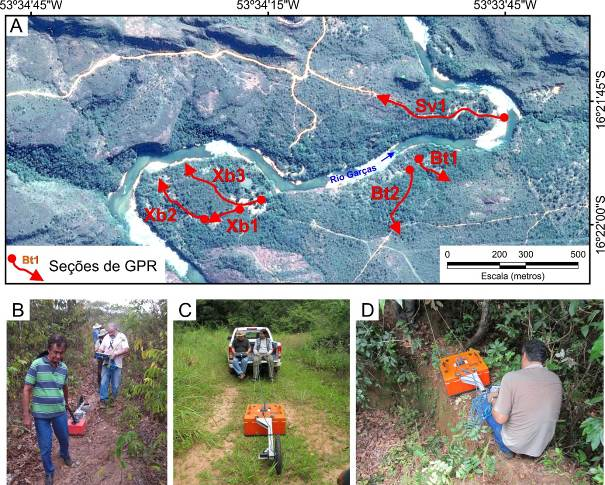 53°34'45"W
53°34'15"W
53°33'45"W
A
Sv1
16°21'45"S
Xb3
Rio Garças
Bt1
Bt2
Xb2
Xb1
16°22'00"S
Bt1
Seções de GPR
0 200 300 500
Escala (metros)
B
C
D